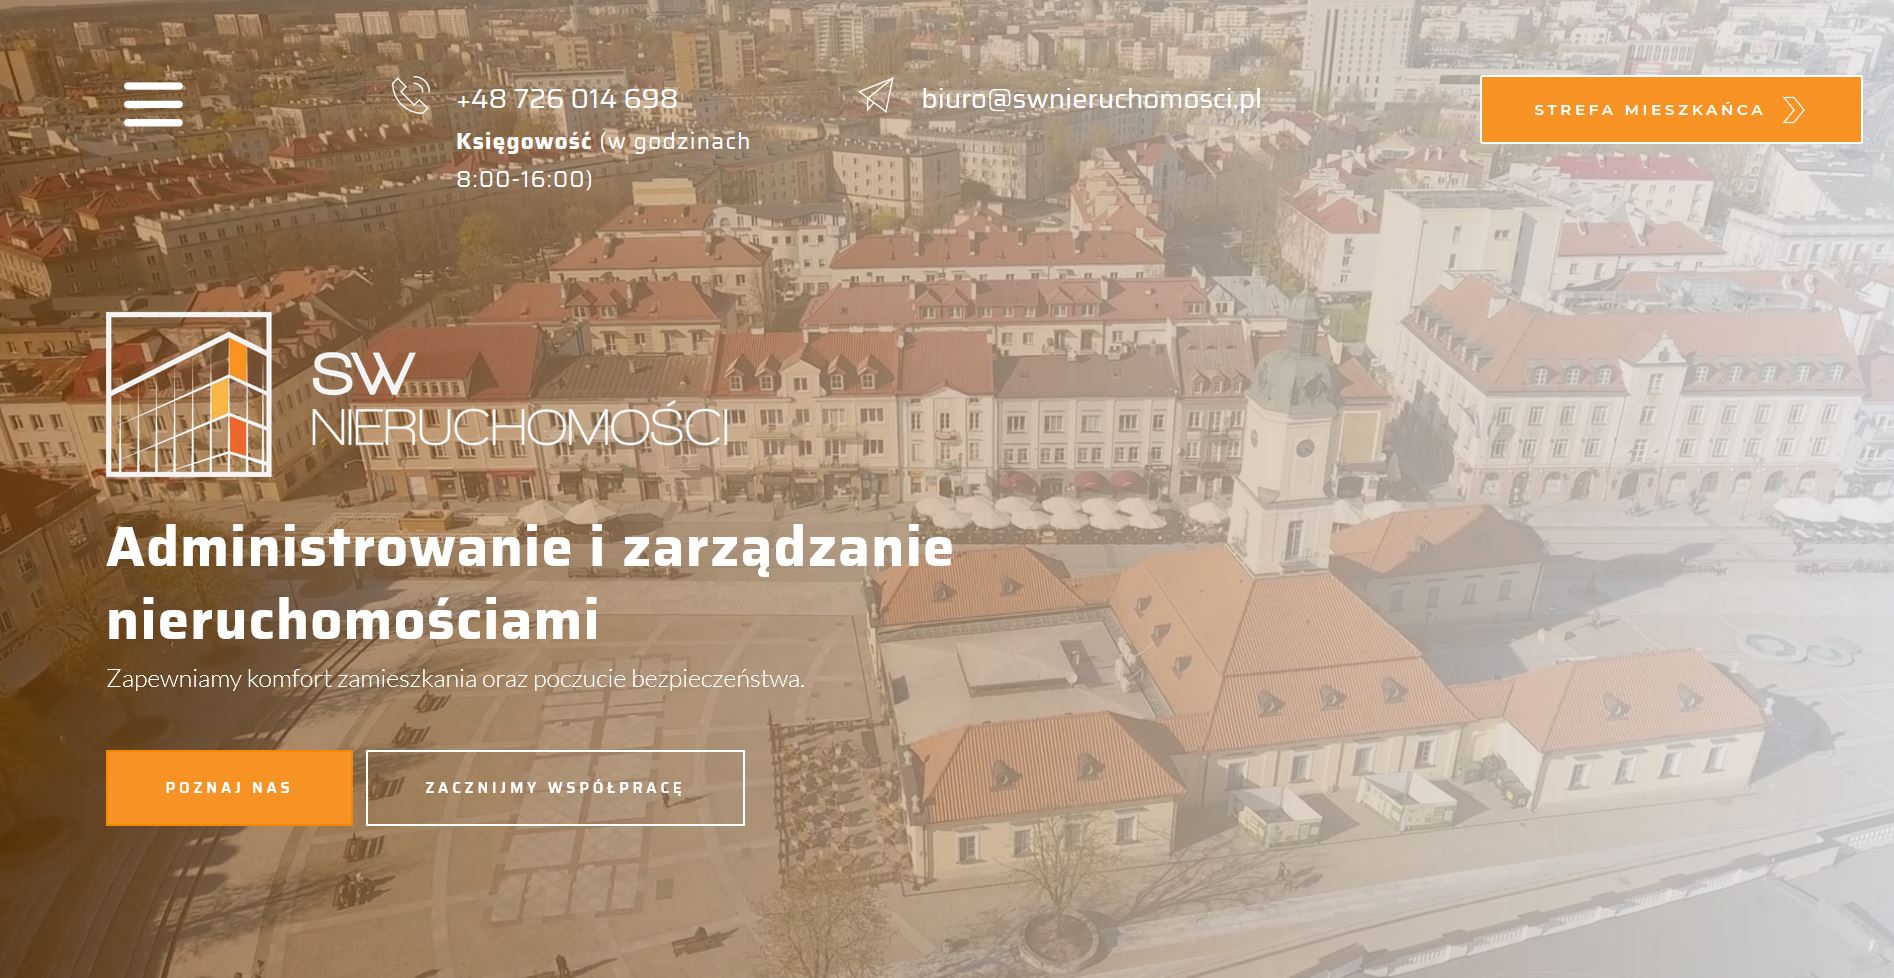 +48 726 014 698
Księgowość (w godzinach
8:00-16:00)
biuro@swnieruchomosci.pl
STREFA MIESZKAŃCA
SW
NIERUCHOMOŚCI
Administrowanie i zarządzanie
nieruchomościami
Zapewniamy komfort zamieszkania oraz poczucie bezpieczeństwa.
POZNAJ NAS
ZACZNIJMY WSPÓŁPRACĘ